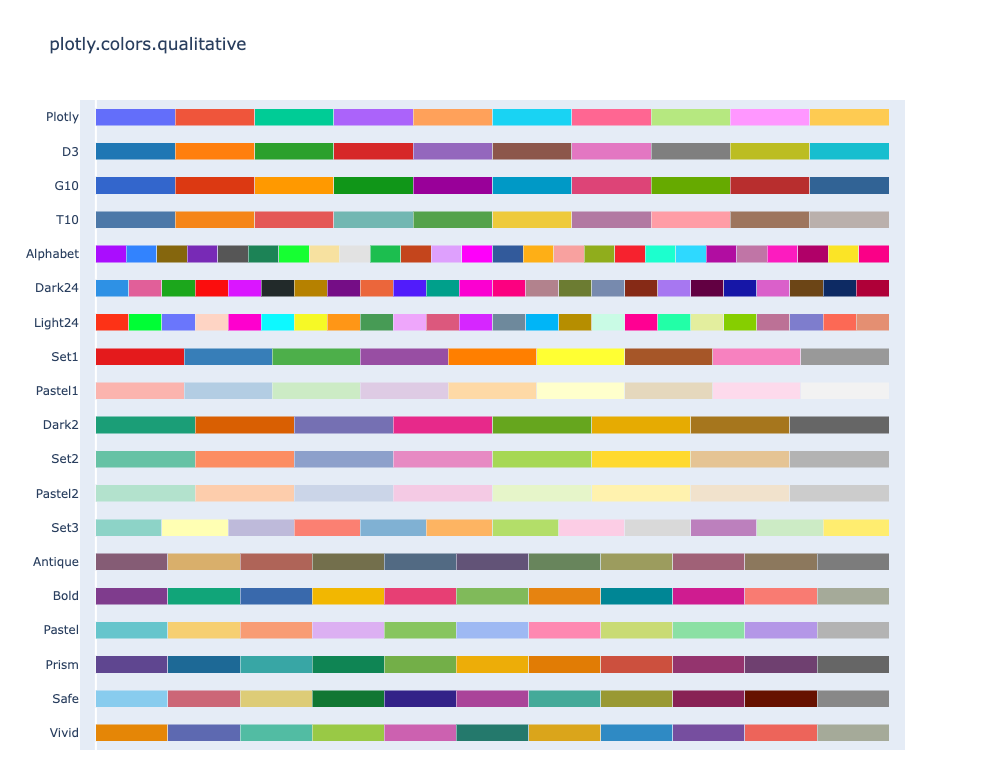 plotly.colors.qualitative
Plotly
D3
G10
T10
Alphabet
Dark24
Light24
Set1
Pastel1
Dark2
Set2
Pastel2
Set3
Antique
Bold
Pastel
Prism
Safe
Vivid